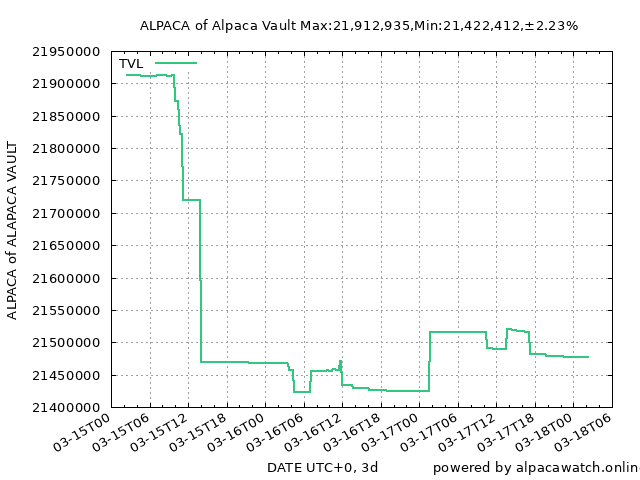 ALPACA of Alpaca Vault Max:21,912,935,Min:21,422,412,±2.23%
TVL
ALPACA of ALAPACA VAULT
21950000
21900000
21850000
21800000
21750000
21700000
21650000
21600000
21550000
21500000
21450000
21400000
03-15T00
03-15T06
03-15T12
03-15T18
03-16T00
03-16T06
03-16T12
03-16T18
03-17T00
03-17T06
03-17T12
03-17T18
03-18T00
03-18T06
DATE UTC+0, 3d
powered by alpacawatch.onlin